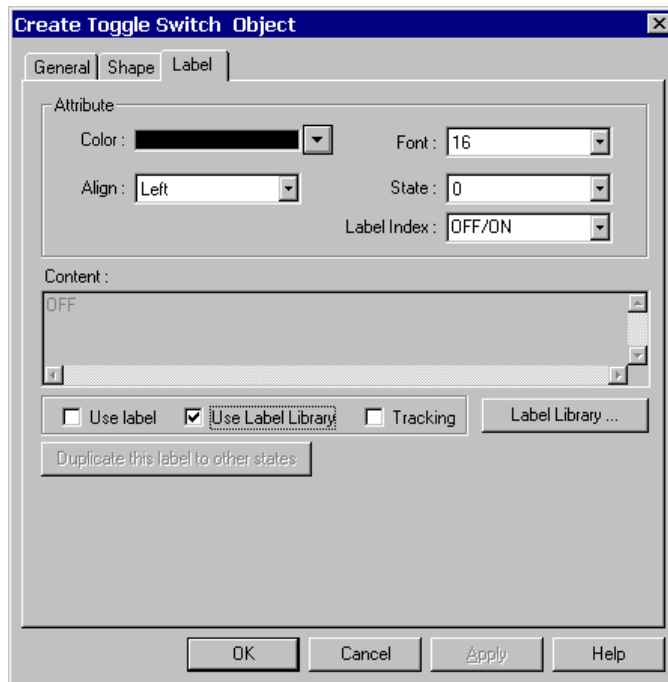 Create Toggle Switch Object
General Shape Label
Attribute
Color : Font : 16
Align : Left State : 0
Label Index : OFF/ON
Content :
OFF
Use label Use Label Library Tracking Label Library ...
Duplicate this label to other states
OK Cancel Apply Help